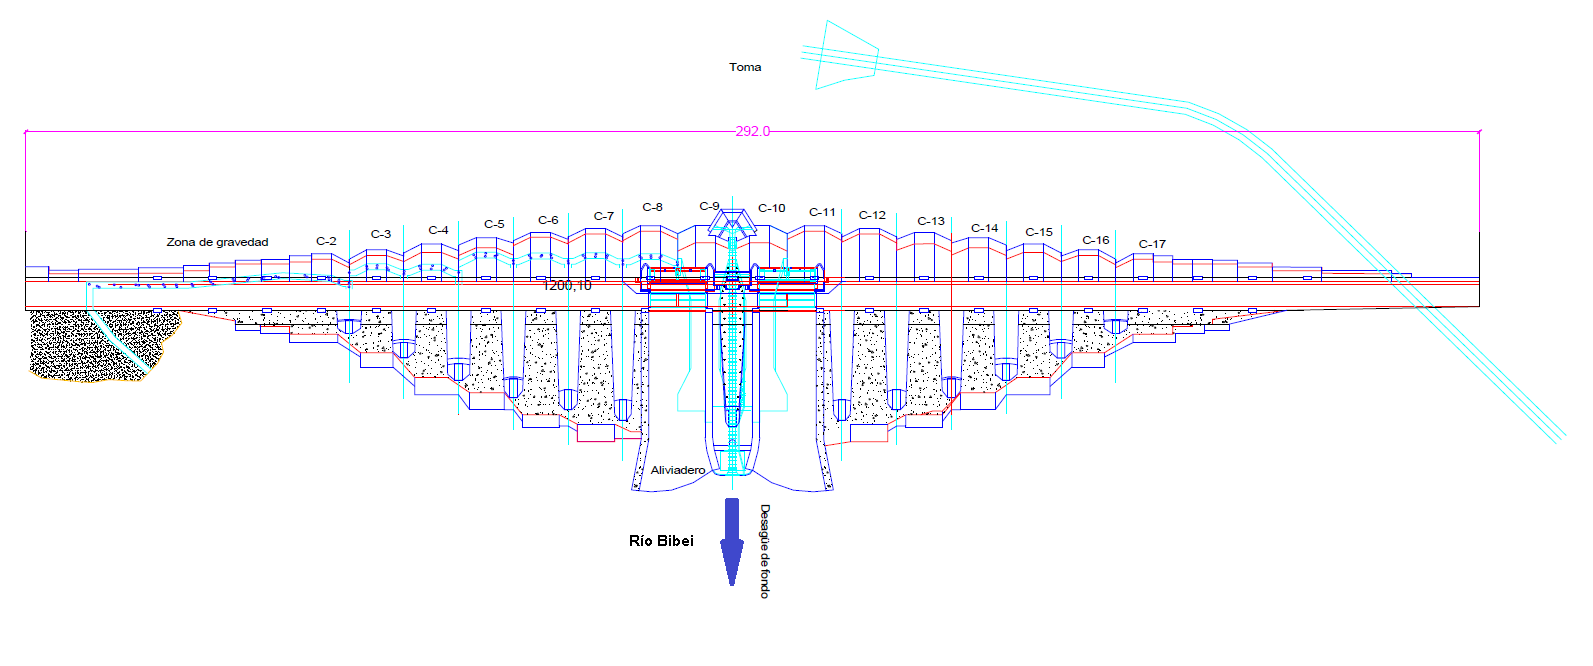 Toma
292.0
Zona de gravedad
C-2
C-3
C-4
C-5
C-6
C-7
C-8
C-9
C-10
C-11
C-12
C-13
C-14
C-15
C-16
C-17
1200,10
Aliviadero
Río Bibei
Desagüe de fondo